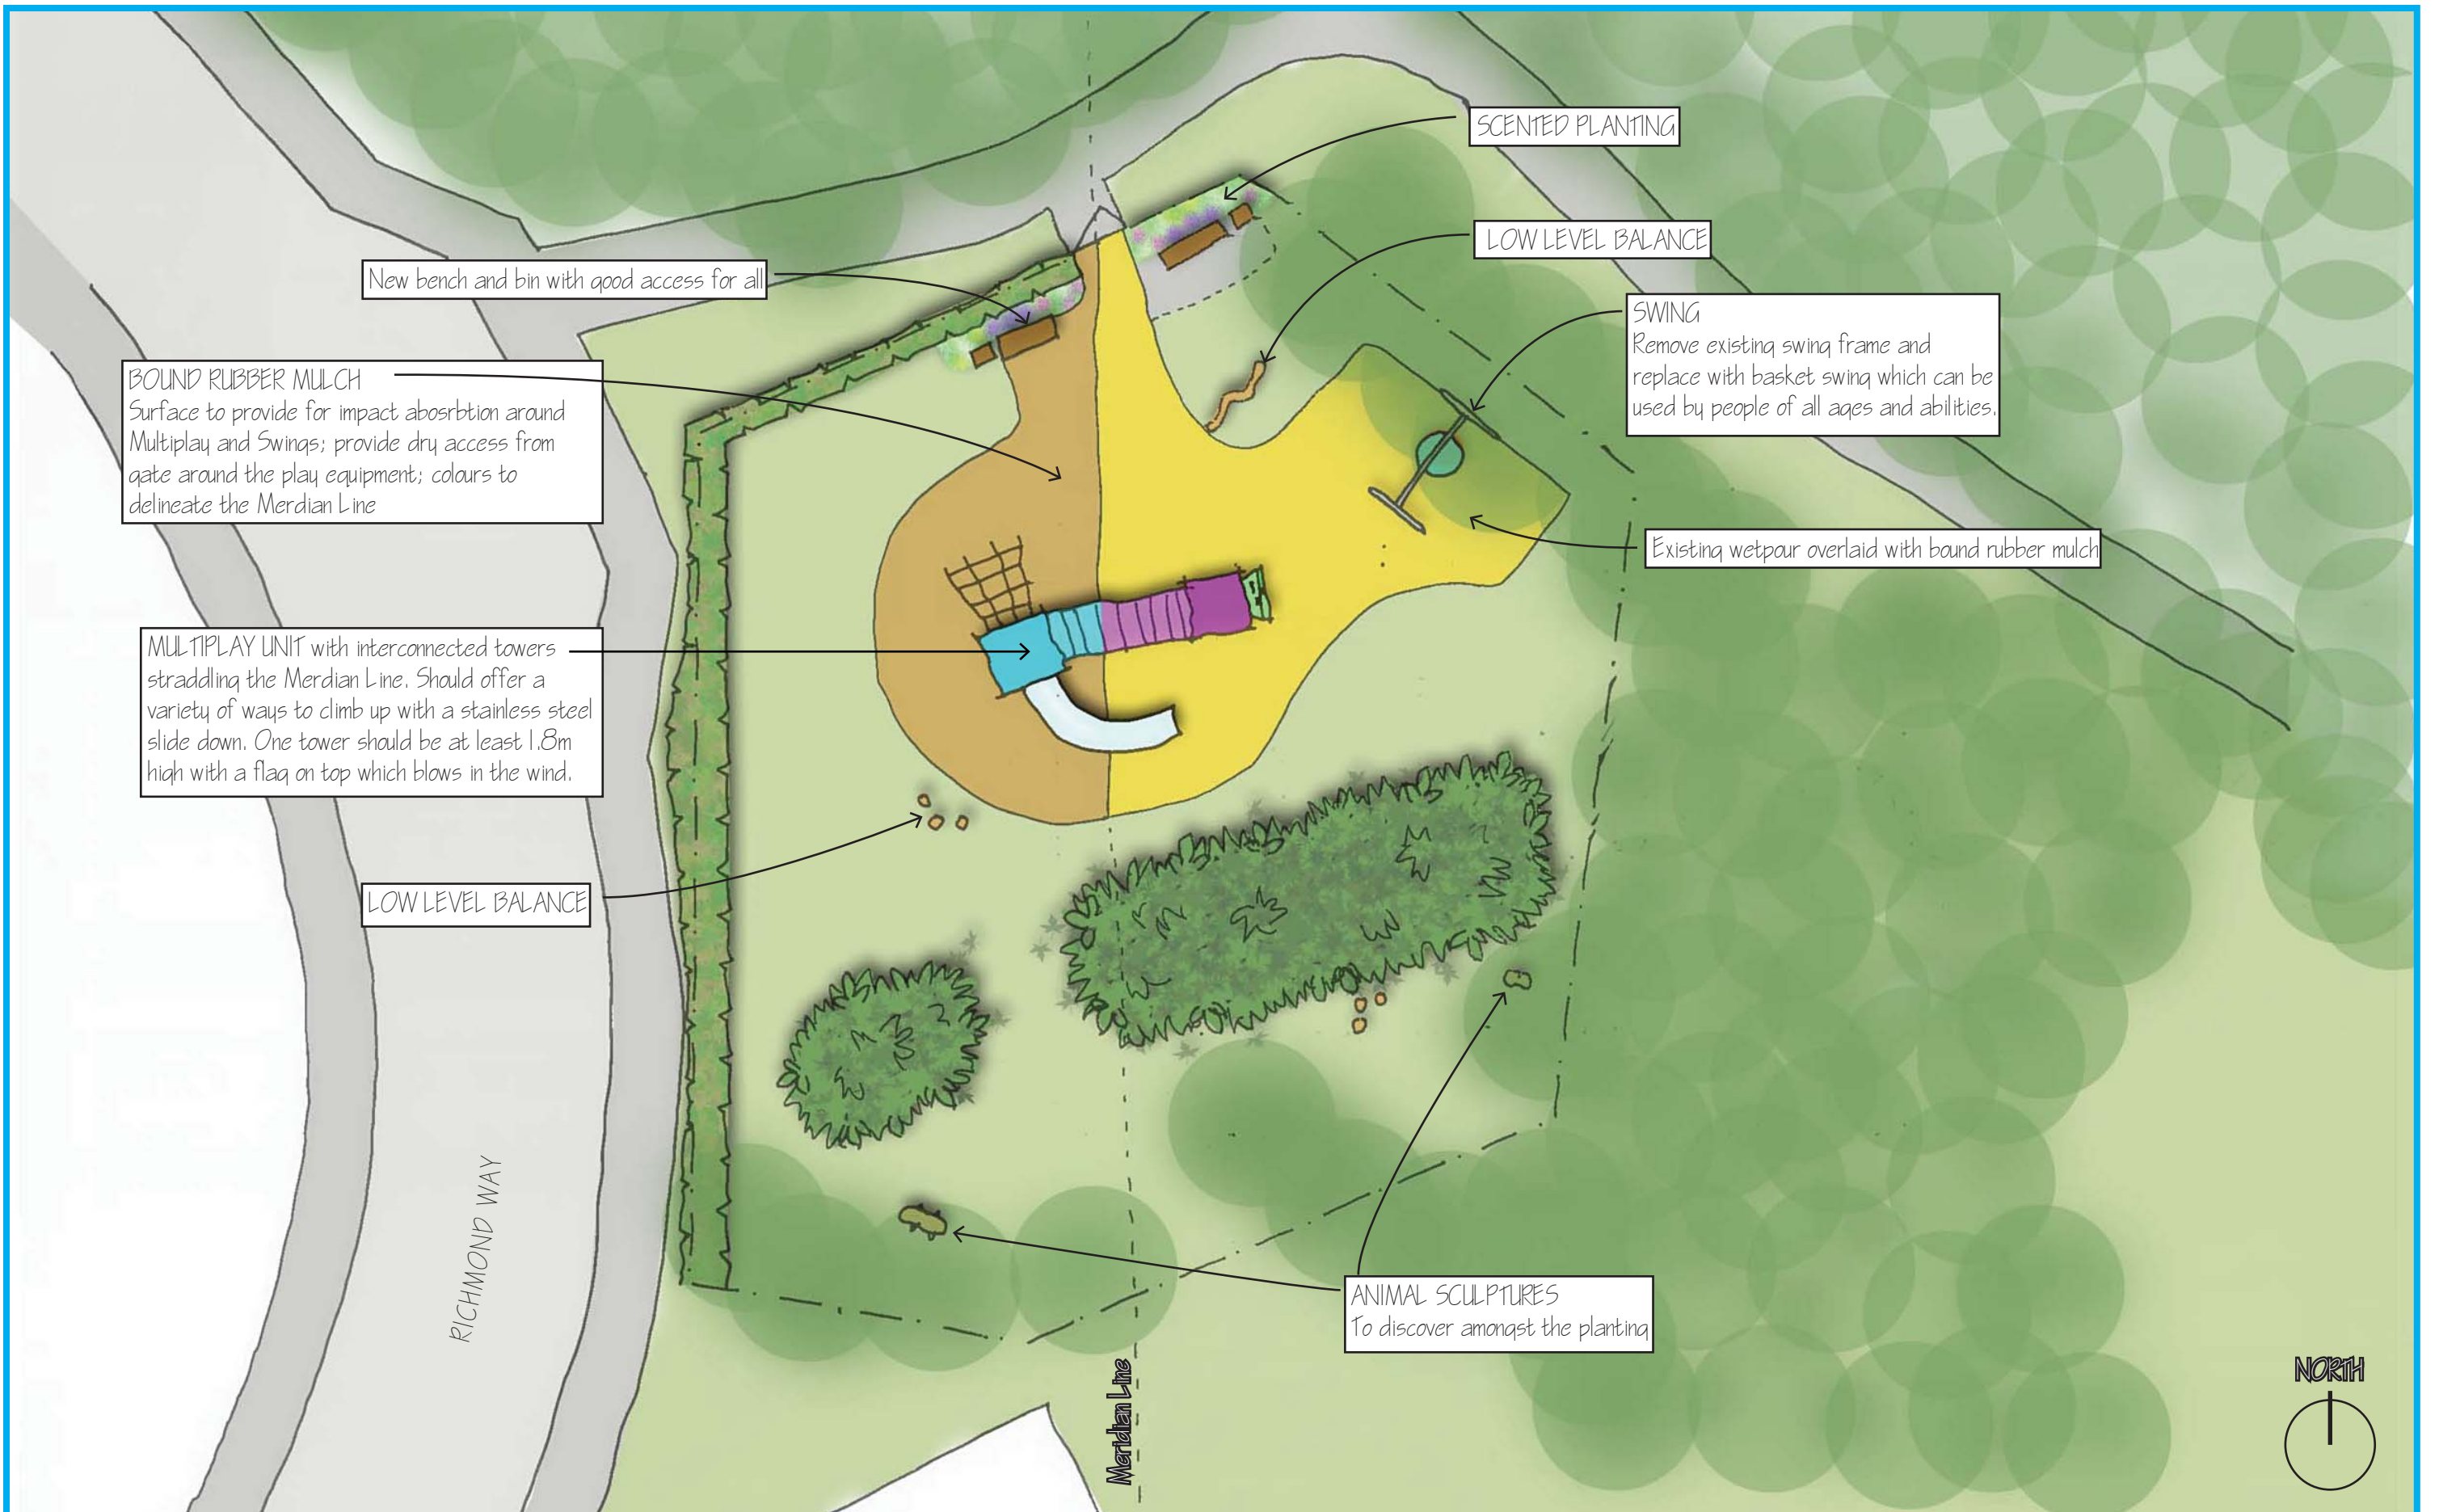 SCENTED PLANTING
LOW LEVEL BALANCE
New bench and bin with good access for all
SWING
Remove existing swing frame and
replace with basket swing which can be
used by people of all ages and abilities.
BOUND RUBBER MULCH
Surface to provide for impact abosrbtion around
Multiplay and Swings; provide dry access from
gate around the play equipment; colours to
delineate the Merdian Line
Existing wetpour overlaid with bound rubber mulch
MULTIPLAY UNIT with interconnected towers
straddling the Merdian Line. Should offer a
variety of ways to climb up with a stainless steel
slide down. One tower should be at least 1.8m
high with a flag on top which blows in the wind.
LOW LEVEL BALANCE
RICHMOND WAY
ANIMAL SCULPTURES
To discover amongst the planting
Meridian Line
NORTH